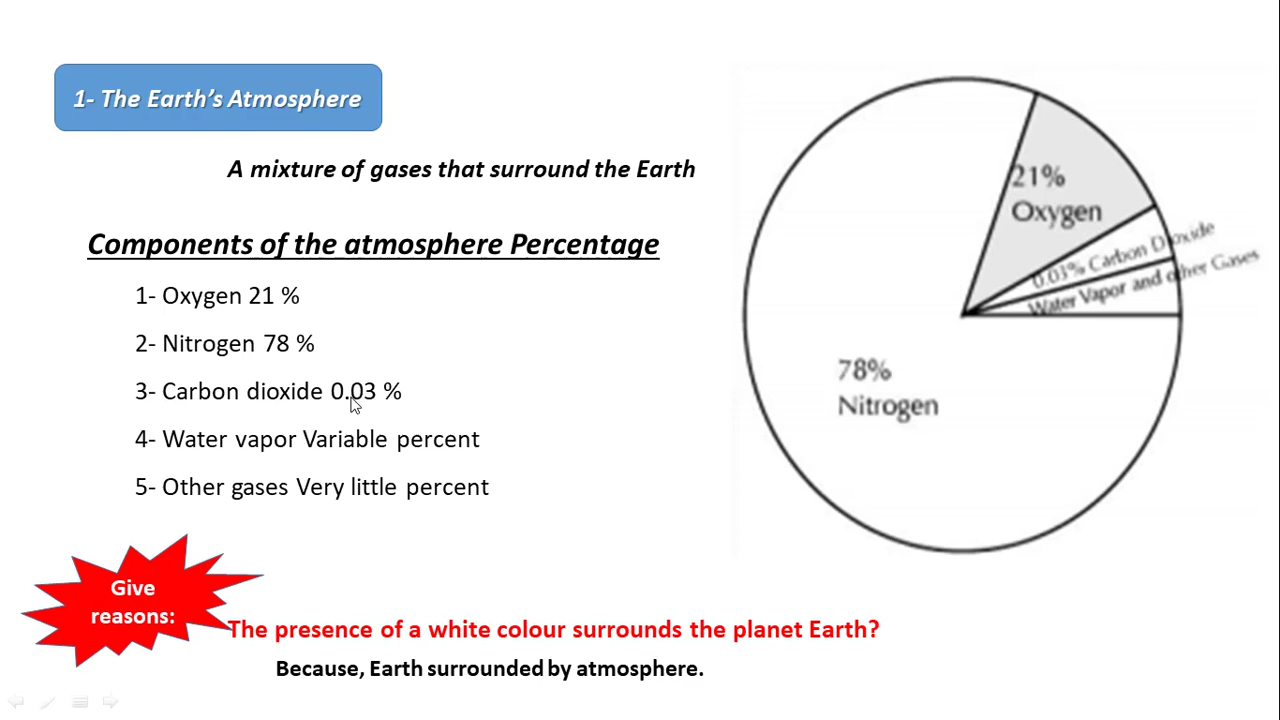 1- The Earth's Atmosphere
A mixture of gases that surround the Earth
Components of the atmosphere Percentage
1- Oxygen 21 %
2- Nitrogen 78 %
3- Carbon dioxide 0.03 %
4- Water vapor Variable percent
5- Other gases Very little percent
21%
Oxygen
0.03% Carbon Dioxide
Water Vapor and other Gases
78%
Nitrogen
Give
reasons:
The presence of a white colour surrounds the planet Earth?
Because, Earth surrounded by atmosphere.